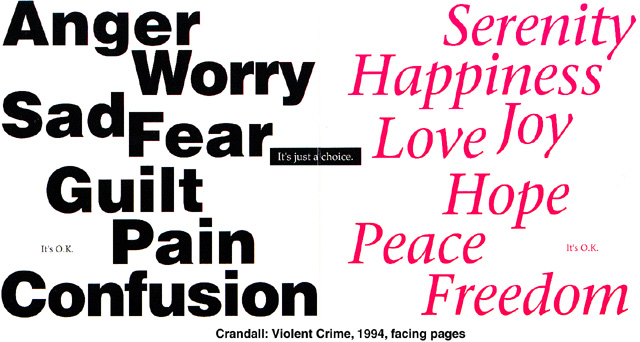 Anger
Worry
Sad
Fear
Guilt
It's O.K.
Pain
Confusion
It's just a choice.
Serenity
Happiness
Love
Joy
Hope
Peace
It's O.K.
Freedom
Crandall: Violent Crime, 1994, facing pages